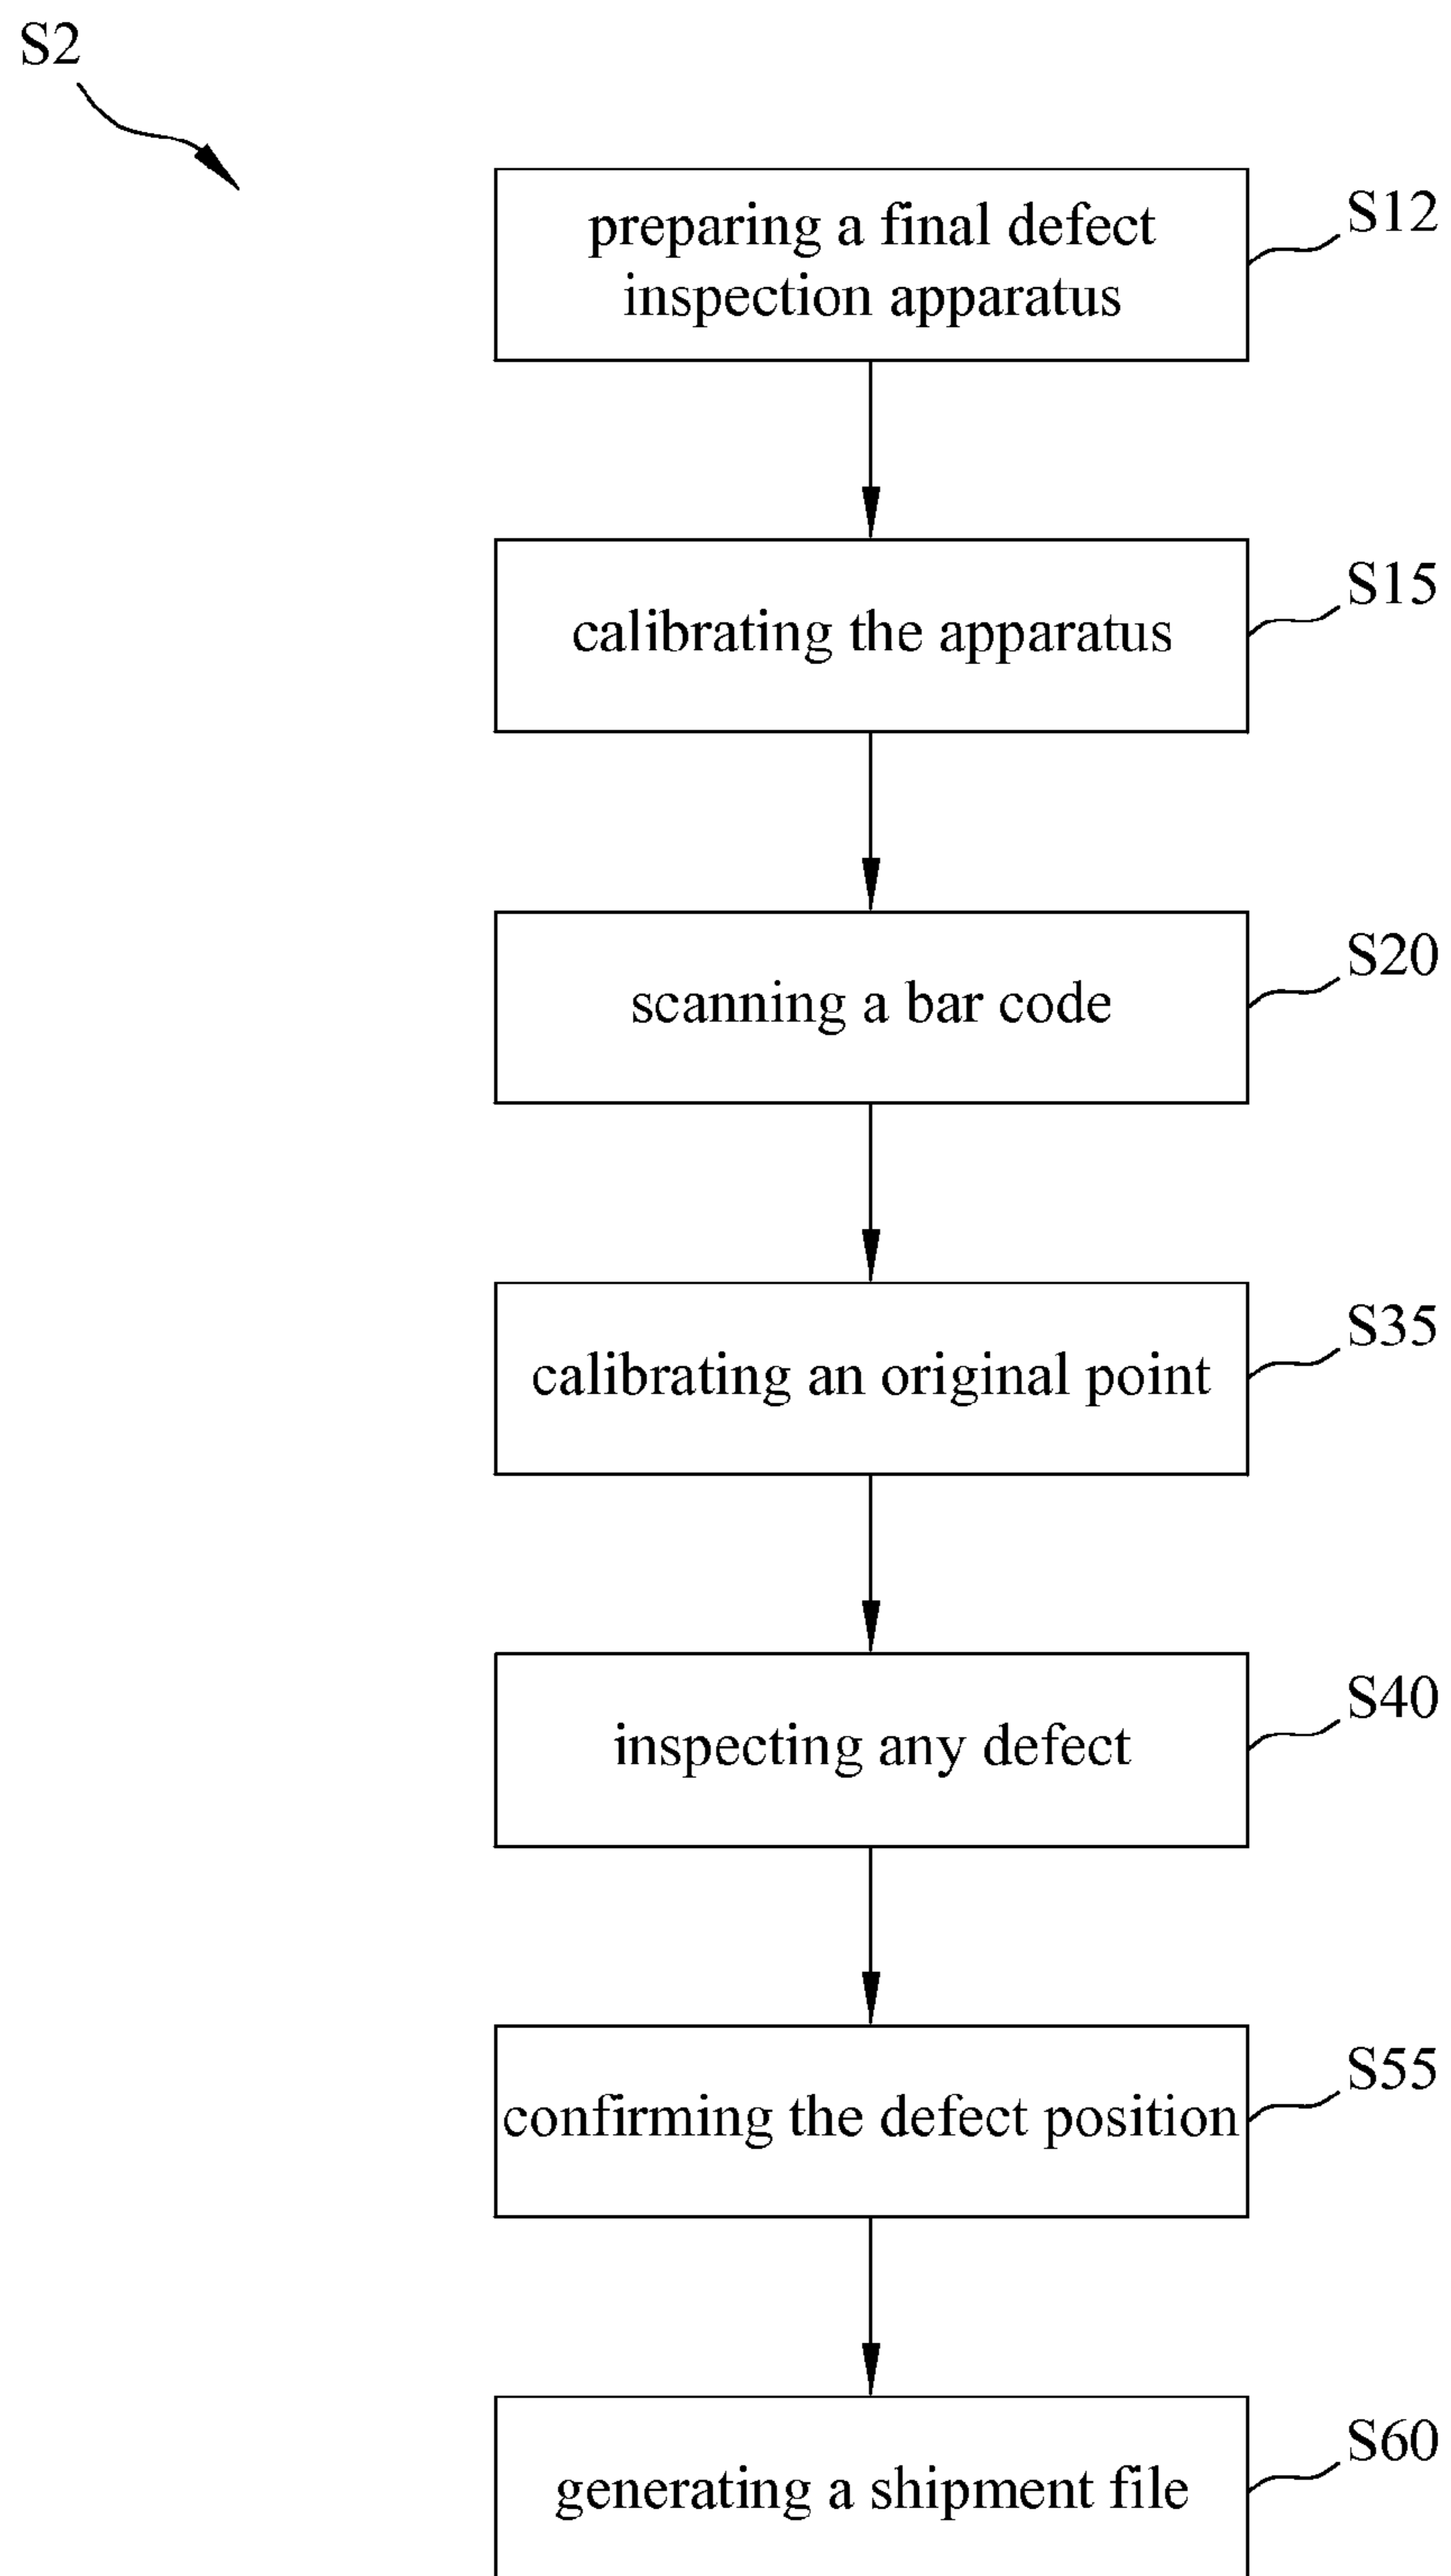 S2
preparing a final defect
inspection apparatus
S12
calibrating the apparatus
S15
scanning a bar code
S20
calibrating an original point
S35
inspecting any defect
S40
confirming the defect position
S55
generating a shipment file
S60